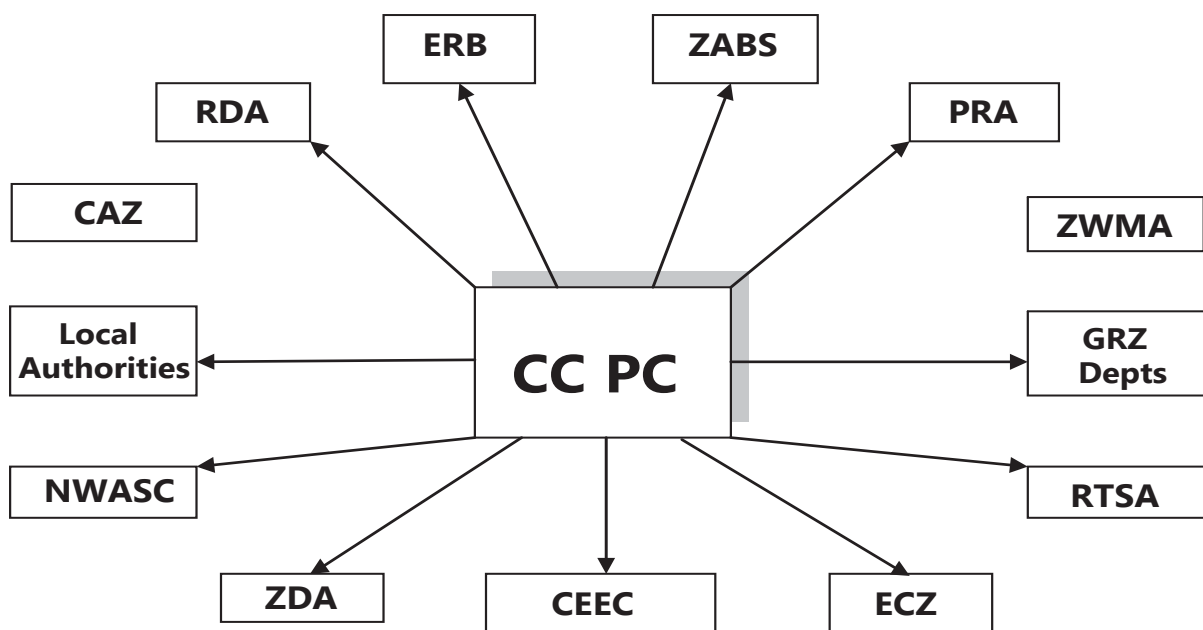 ERB
ZABS
RDA
PRA
CAZ
ZWMA
Local
Authorities
CC PC
GRZ
Depts
NWASC
RTSA
ZDA
CEEC
ECZ